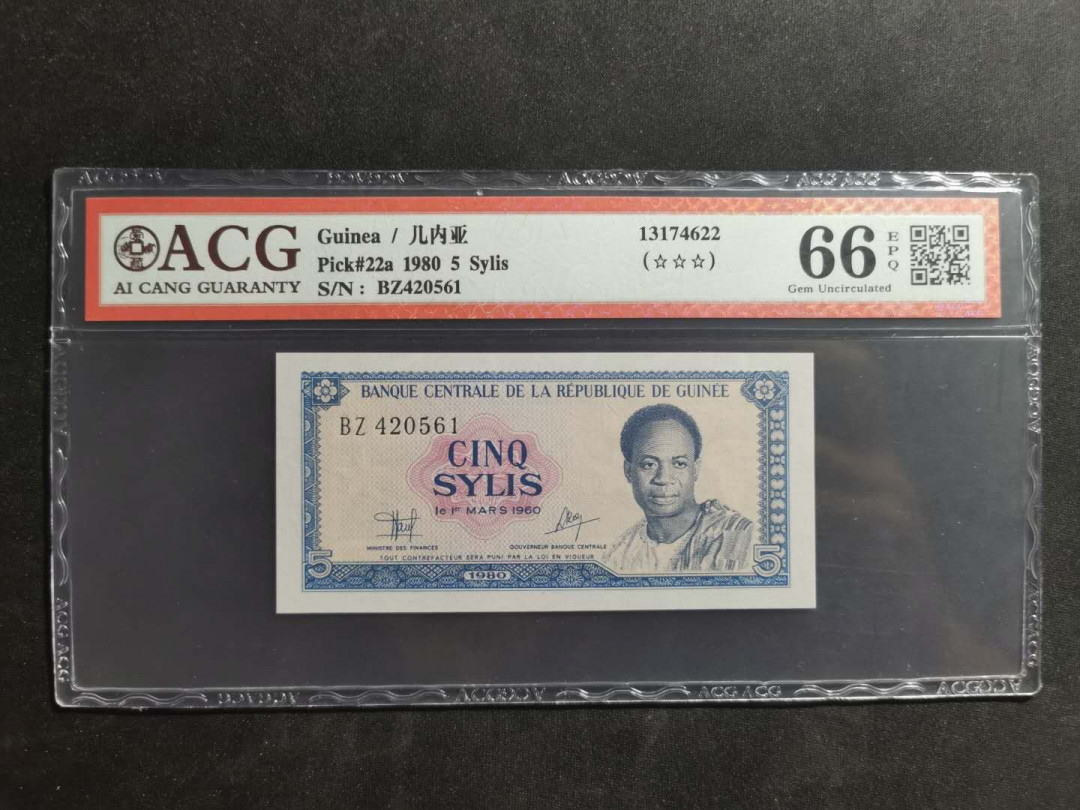 ACG
AI CANG GUARANTY
Guinea / 几内亚
Pick#22a 1980 5 Sylis
S/N: BZ420561
13174622
(☆☆☆)
66
EPQ
Gem Uncirculated
BANQUE CENTRALE DE LA RÉPUBLIQUE DE GUINÉE
BZ 420561
CINQ
SYLIS
le 1er MARS 1960
MINISTRE DES FINANCES
GOUVERNEUR BANQUE CENTRALE
TOUT CONTREFACTEUR SERA PUNI PAR LA LOI EN VIGUEUR
5
1980
5